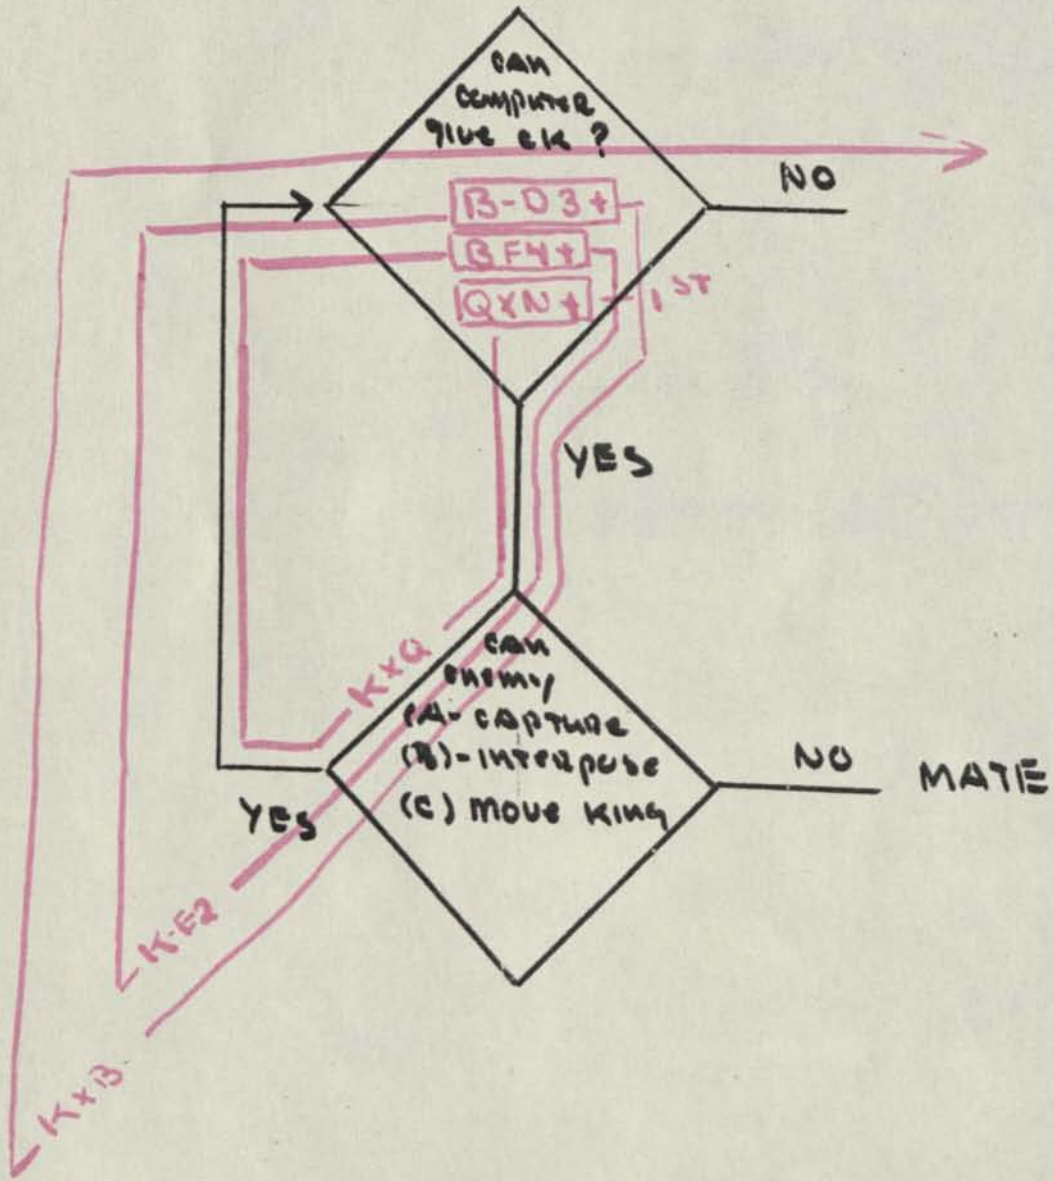 CAN
COMPUTER
GIVE CK ?
NO
B-D3+
BF4+
QXN+
1ST
YES
KXQ
CAN
ENEMY
(A- CAPTURE
(B)-INTERPOSE
(C) MOVE KING
NO
MATE
YES
K-E2
KXB